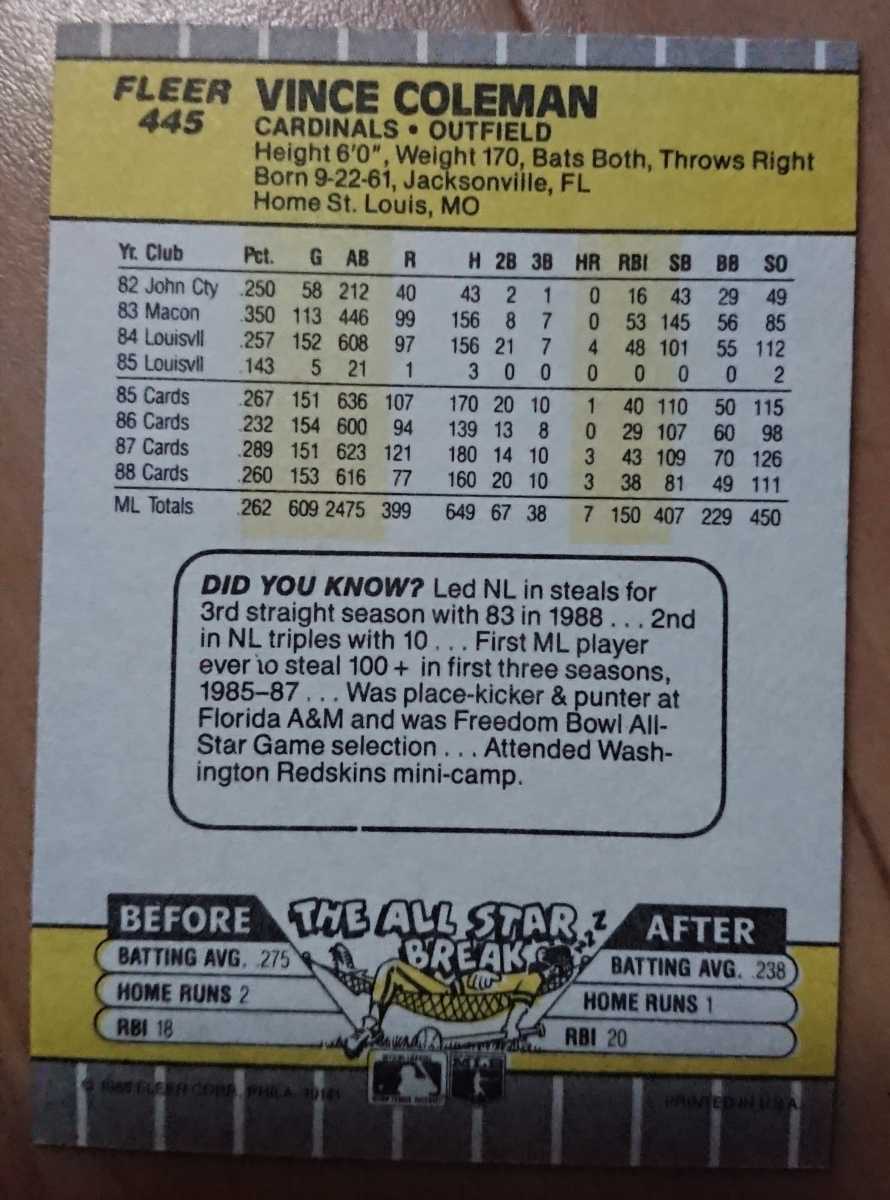 FLEER
445
VINCE COLEMAN
CARDINALS • OUTFIELD
Height 6'0", Weight 170, Bats Both, Throws Right
Born 9-22-61, Jacksonville, FL
Home St. Louis, MO
Yr. Club Pct. G AB R H 2B 3B HR RBI SB BB SO
82 John Cty .250 58 212 40 43 2 1 0 16 43 29 49
83 Macon .350 113 446 99 156 8 7 0 53 145 56 85
84 Louisvll .257 152 608 97 156 21 7 4 48 101 55 112
85 Louisvll .143 5 21 1 3 0 0 0 0 0 0 2
85 Cards .267 151 636 107 170 20 10 1 40 110 50 115
86 Cards .232 154 600 94 139 13 8 0 29 107 60 98
87 Cards .289 151 623 121 180 14 10 3 43 109 70 126
88 Cards .260 153 616 77 160 20 10 3 38 81 49 111
ML Totals .262 609 2475 399 649 67 38 7 150 407 229 450
DID YOU KNOW? Led NL in steals for
3rd straight season with 83 in 1988 . . . 2nd
in NL triples with 10 . . . First ML player
ever to steal 100 + in first three seasons,
1985–87 . . . Was place-kicker & punter at
Florida A&M and was Freedom Bowl All-
Star Game selection . . . Attended Wash-
ington Redskins mini-camp.
THE ALL STAR
BREAK
BEFORE
BATTING AVG. .275
HOME RUNS 2
RBI 18
AFTER
BATTING AVG. .238
HOME RUNS 1
RBI 20
FLEER CORP. PHILA. 19141
PRINTED IN U.S.A.